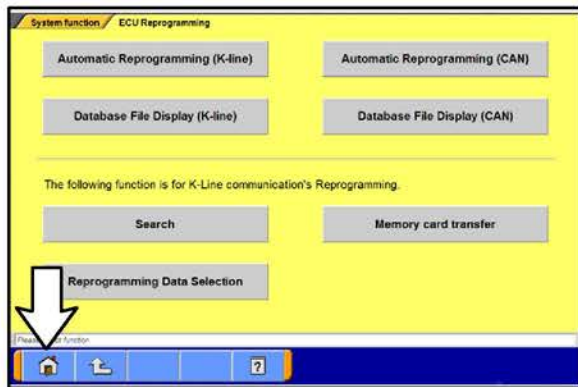 System function ECU Reprogramming
Automatic Reprogramming (K-line) Automatic Reprogramming (CAN)
Database File Display (K-line) Database File Display (CAN)
The following function is for K-Line communication's Reprogramming.
Search Memory card transfer
Reprogramming Data Selection
function
?